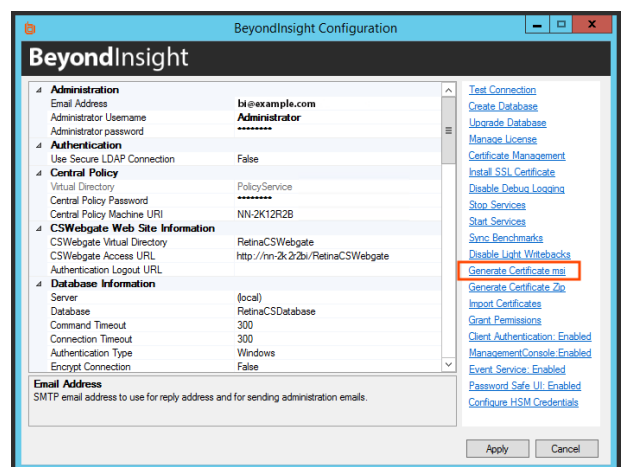 BeyondInsight Configuration
BeyondInsight
Administration
Email Address bi@example.com
Administrator Username Administrator
Administrator password ********
Authentication
Use Secure LDAP Connection False
Central Policy
Virtual Directory PolicyService
Central Policy Password ********
Central Policy Machine URI NN-2K12R2B
CSWebgate Web Site Information
CSWebgate Virtual Directory RetinaCSWebgate
CSWebgate Access URL http://nn-2k2r2bi/RetinaCSWebgate
Authentication Logout URL
Database Information
Server (local)
Database RetinaCSDatabase
Command Timeout 300
Connection Timeout 300
Authentication Type Windows
Encrypt Connection False
Email Address
SMTP email address to use for reply address and for sending administration emails.
Test Connection
Create Database
Upgrade Database
Manage License
Certificate Management
Install SSL Certificate
Disable Debug Logging
Stop Services
Start Services
Sync Benchmarks
Disable Light Writebacks
Generate Certificate msi
Generate Certificate Zip
Import Certificates
Grant Permissions
Client Authentication: Enabled
ManagementConsole:Enabled
Event Service: Enabled
Password Safe UI: Enabled
Configure HSM Credentials
Apply Cancel